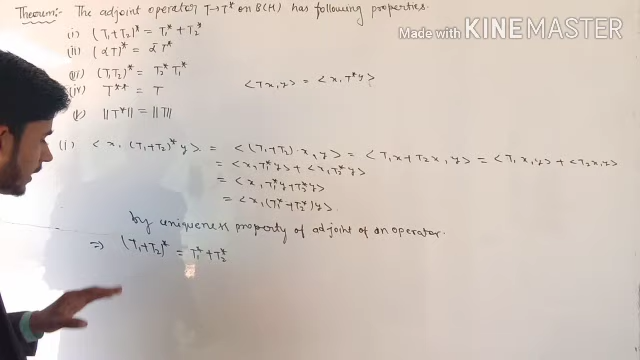 Theorem:- The adjoint operator T→T* on B(H) has following properties.
Made with KINEMASTER
(i) (T₁+T₂)* = T₁* + T₂*
(ii) (αT)* = ᾱ T*
(iii) (T₁T₂)* = T₂* T₁*
<Tx,y> = <x, T*y>
(iv) T** = T
(v) ||T*|| = ||T||
(i) <x, (T₁+T₂)* y> = <(T₁+T₂)·x, y> = <T₁x+T₂x, y> = <T₁x,y> + <T₂x,y>
= <x,T₁*y> + <x,T₂*y>
= <x, T₁*y+T₂*y>
= <x,(T₁*+T₂*)y>.
by uniqueness property of adjoint of an operator.
⇒ (T₁+T₂)* = T₁*+T₂*